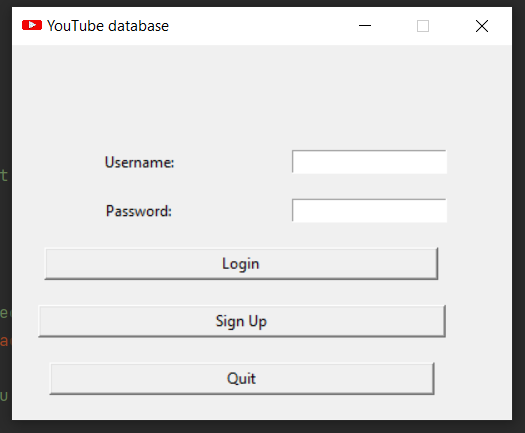 YouTube database
Username:
Password:
Login
Sign Up
Quit